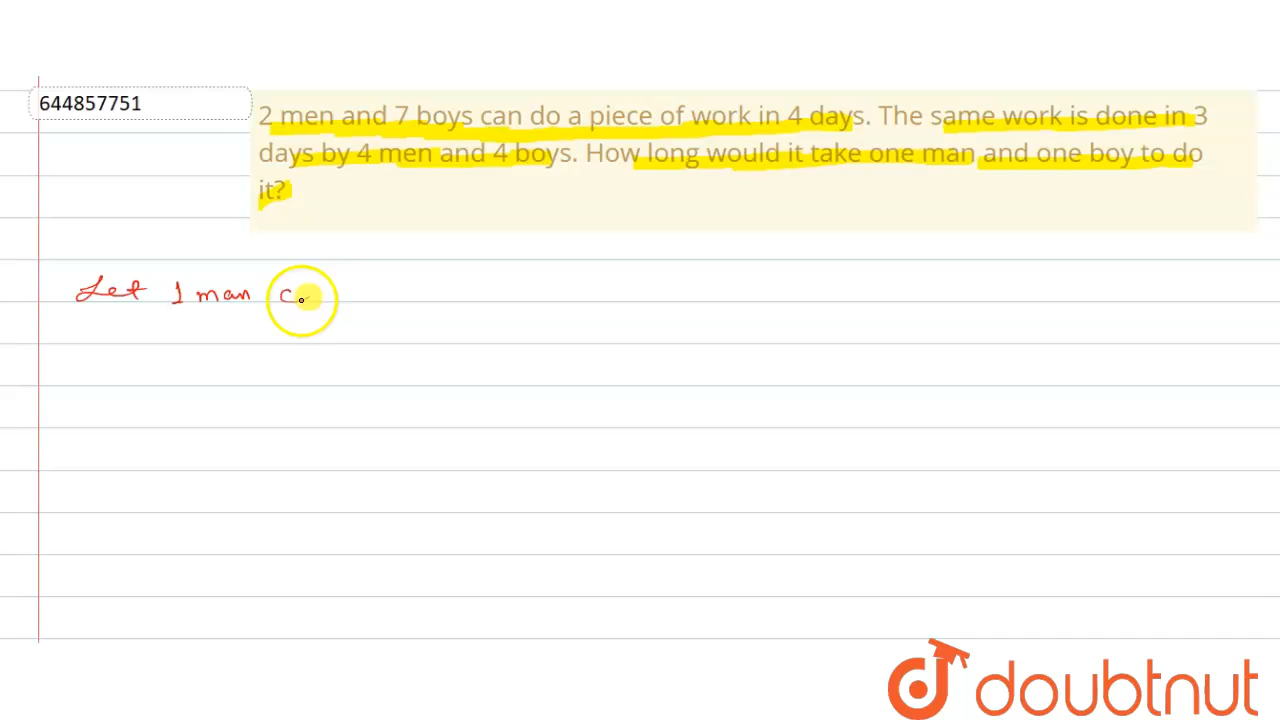 644857751
2 men and 7 boys can do a piece of work in 4 days. The same work is done in 3
days by 4 men and 4 boys. How long would it take one man and one boy to do
it?
Let 1 man
doubtnut